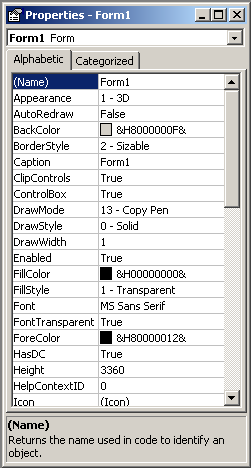 Properties - Form1
Form1 Form
Alphabetic Categorized
(Name) Form1
Appearance 1 - 3D
AutoRedraw False
BackColor &H8000000F&
BorderStyle 2 - Sizable
Caption Form1
ClipControls True
ControlBox True
DrawMode 13 - Copy Pen
DrawStyle 0 - Solid
DrawWidth 1
Enabled True
FillColor &H00000000&
FillStyle 1 - Transparent
Font MS Sans Serif
FontTransparent True
ForeColor &H80000012&
HasDC True
Height 3360
HelpContextID 0
Icon (Icon)
(Name)
Returns the name used in code to identify an
object.